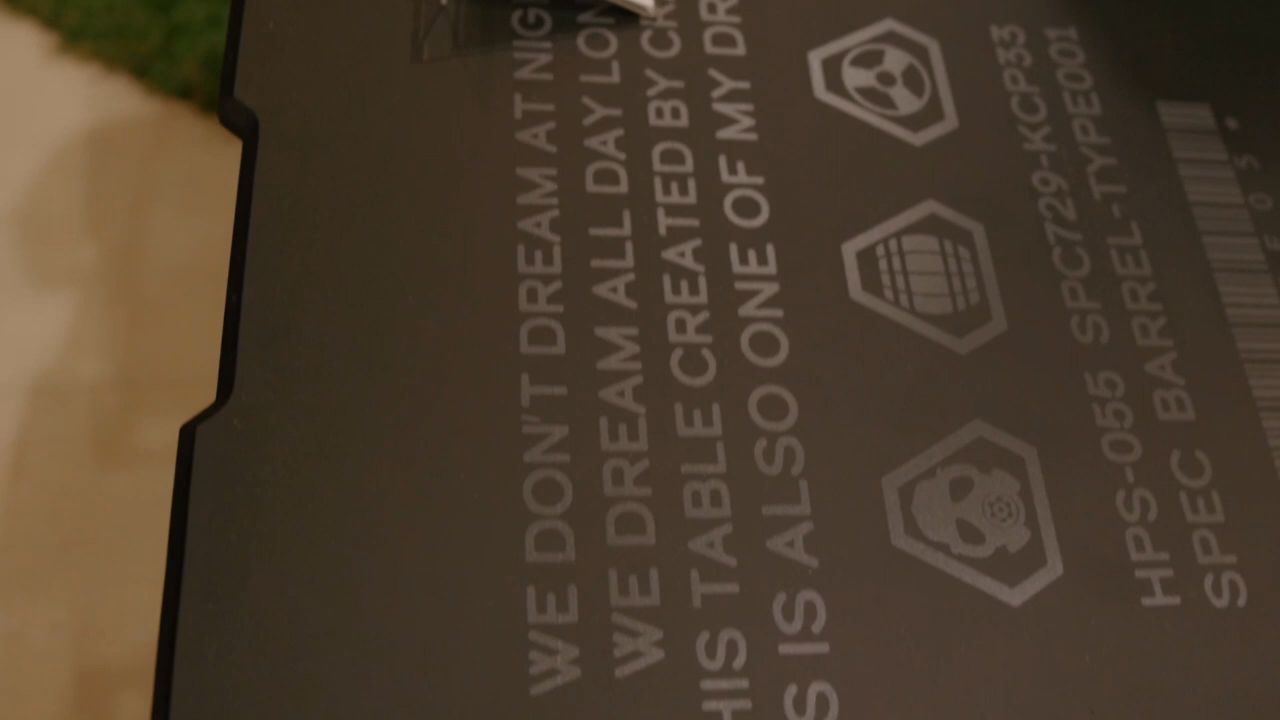 WE DON'T DREAM AT NIG
WE DREAM ALL DAY LON
HIS TABLE CREATED BY CR
S IS ALSO ONE OF MY DR
HPS-055 SPC729-KCP33
SPEC BARREL-TYPE001